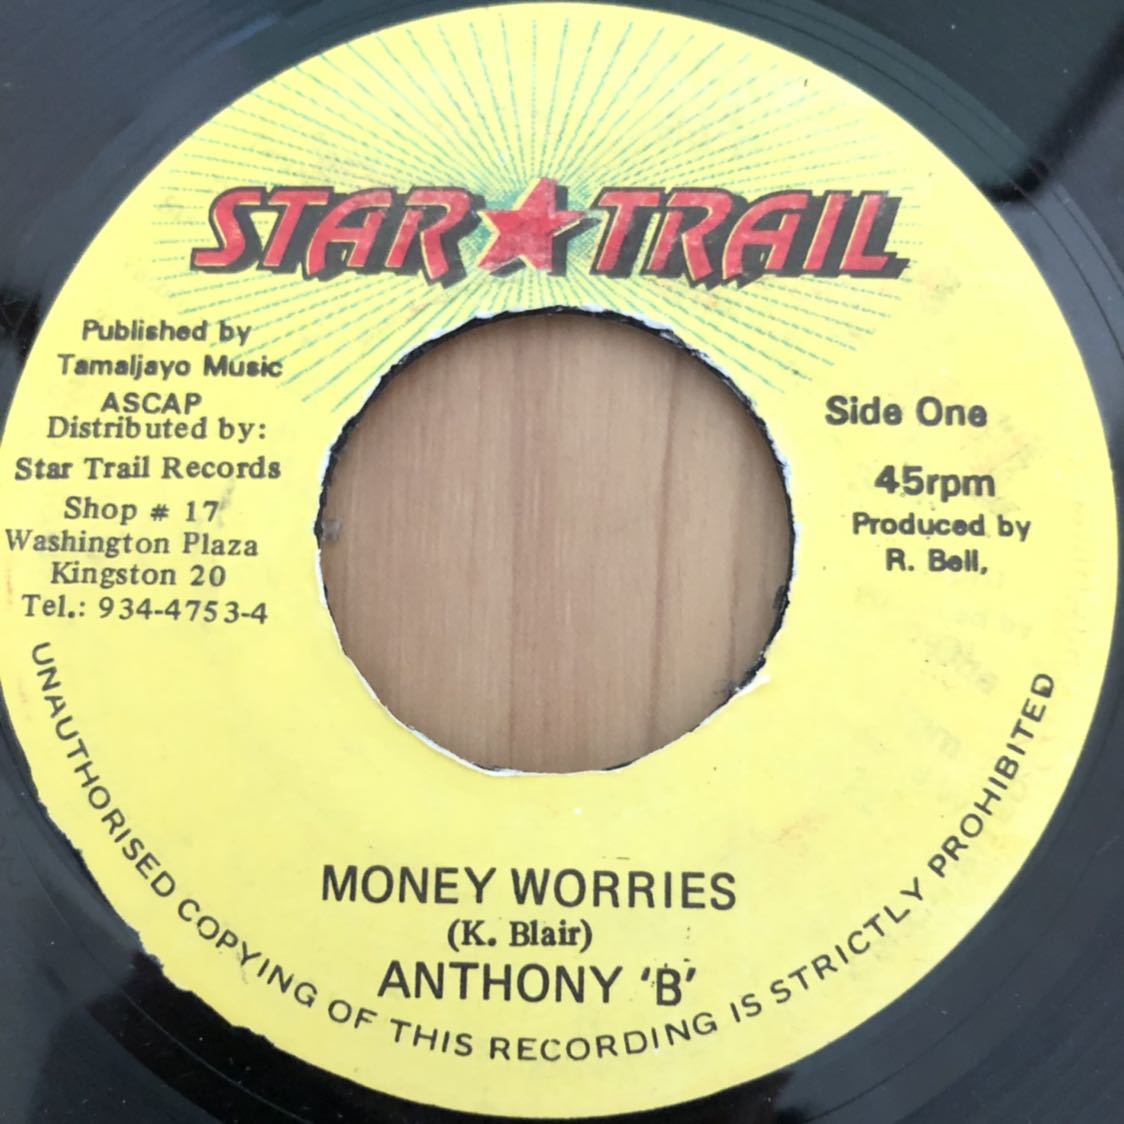 STAR★TRAIL
Published by
Tamaljayo Music
ASCAP
Distributed by:
Star Trail Records
Shop # 17
Washington Plaza
Kingston 20
Tel.: 934-4753-4
Side One
45rpm
Produced by
R. Bell,
MONEY WORRIES
(K. Blair)
ANTHONY 'B'
UNAUTHORISED COPYING OF THIS RECORDING IS STRICTLY PROHIBITED